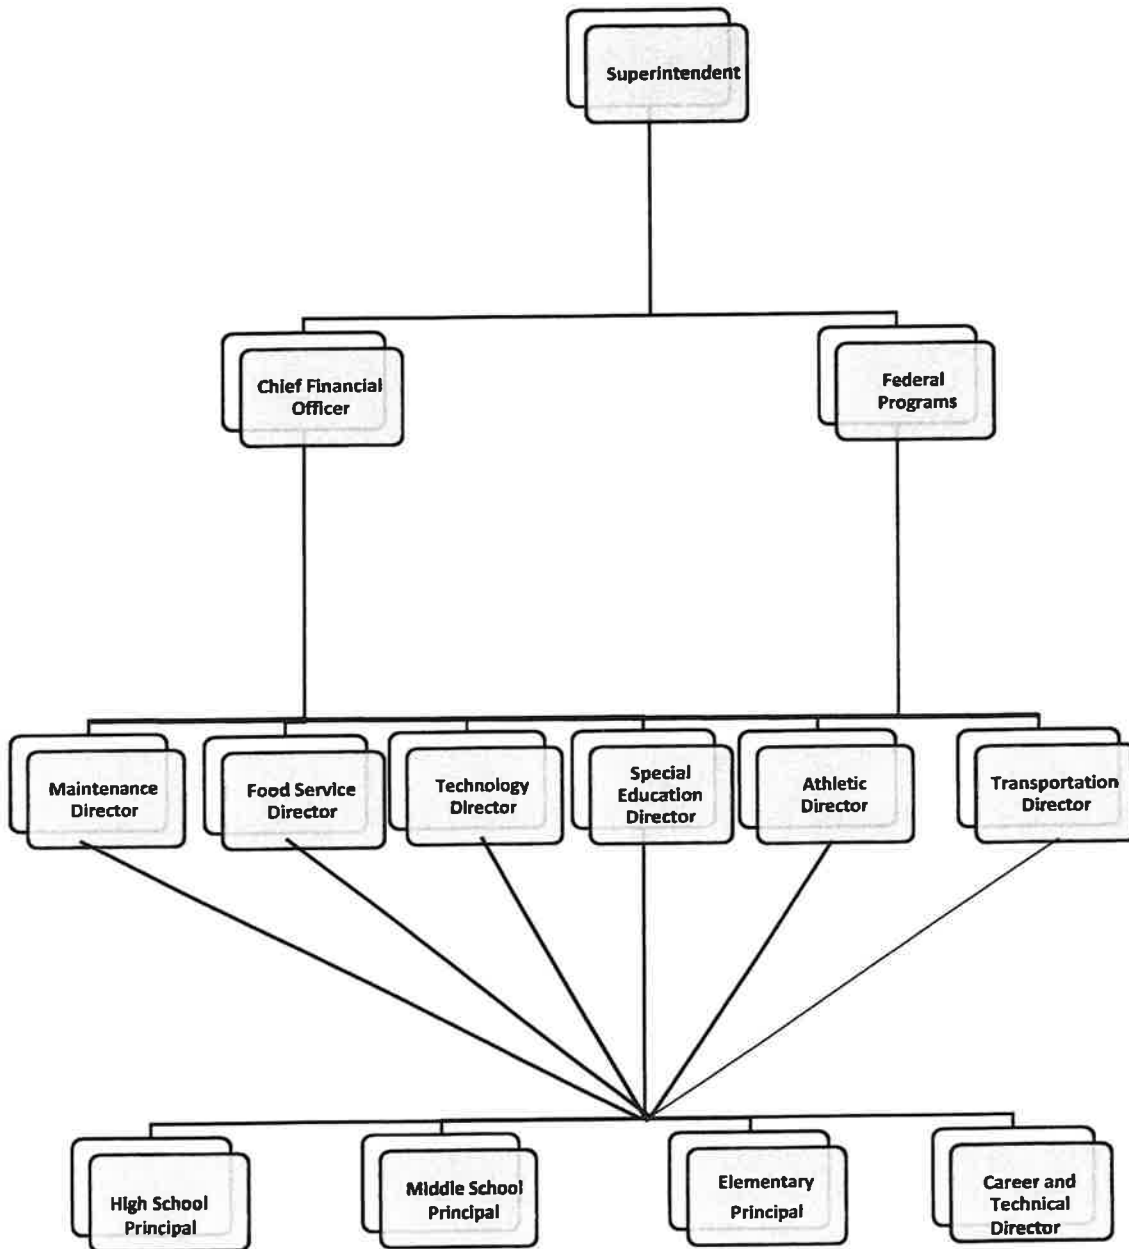 Superintendent
Chief Financial
Officer
Federal
Programs
Maintenance
Director
Food Service
Director
Technology
Director
Special
Education
Director
Athletic
Director
Transportation
Director
High School
Principal
Middle School
Principal
Elementary
Principal
Career and
Technical
Director